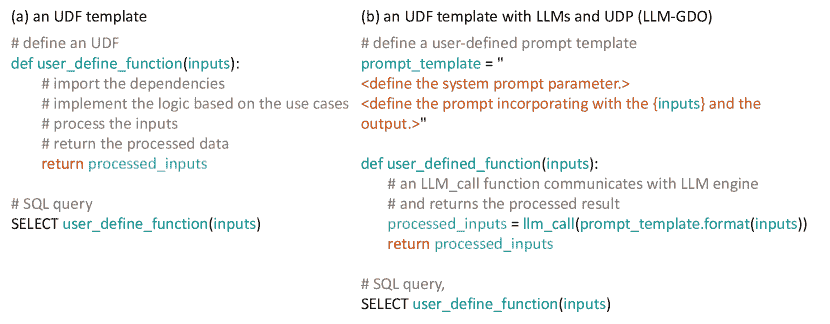 (a) an UDF template
# define an UDF
def user_define_function(inputs):
# import the dependencies
# implement the logic based on the use cases
# process the inputs
# return the processed data
return processed_inputs
# SQL query
SELECT user_define_function(inputs)
(b) an UDF template with LLMs and UDP (LLM-GDO)
# define a user-defined prompt template
prompt_template = "
<define the system prompt parameter.>
<define the prompt incorporating with the {inputs} and the
output.>"
def user_defined_function(inputs):
# an LLM_call function communicates with LLM engine
# and returns the processed result
processed_inputs = llm_call(prompt_template.format(inputs))
return processed_inputs
# SQL query,
SELECT user_define_function(inputs)